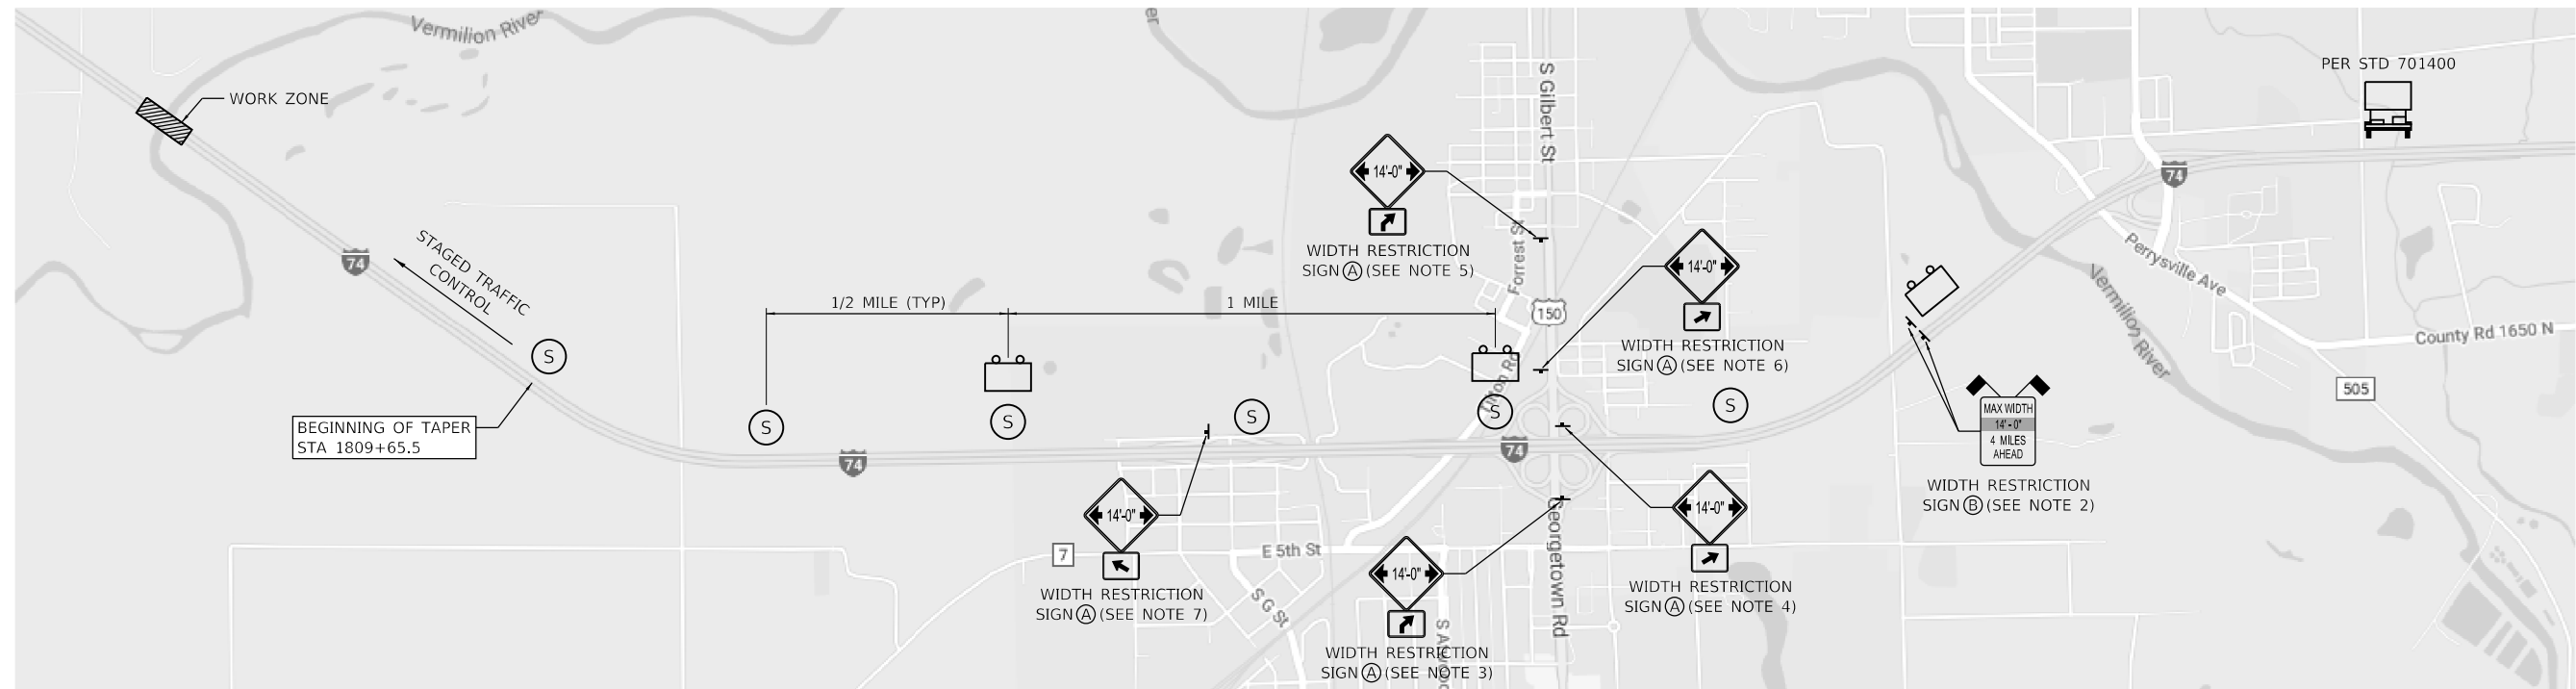 Vermilion River
WORK ZONE
PER STD 701400
S Gilbert St
74
14'-0"
WIDTH RESTRICTION
SIGN A (SEE NOTE 5)
Forrest St
14'-0"
WIDTH RESTRICTION
SIGN A (SEE NOTE 6)
150
Perrysville Ave
Vermilion River
County Rd 1650 N
505
74
STAGED TRAFFIC
CONTROL
1/2 MILE (TYP)
1 MILE
S
S
S
S
S
S
BEGINNING OF TAPER
STA 1809+65.5
74
74
MAX WIDTH
14'-0"
4 MILES
AHEAD
WIDTH RESTRICTION
SIGN B (SEE NOTE 2)
14'-0"
WIDTH RESTRICTION
SIGN A (SEE NOTE 7)
7
E 5th St
S G St
14'-0"
WIDTH RESTRICTION
SIGN A (SEE NOTE 3)
Georgetown Rd
14'-0"
WIDTH RESTRICTION
SIGN A (SEE NOTE 4)